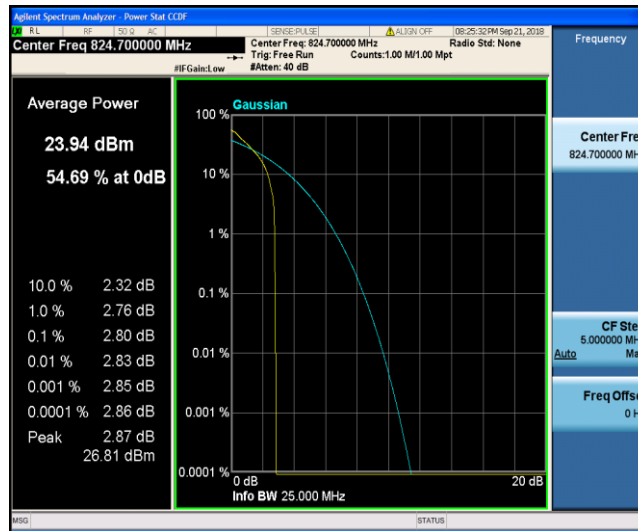 Agilent Spectrum Analyzer - Power Stat CCDF
RL RF 50 Ω AC SENSE:PULSE ALIGN OFF 08:25:32 PM Sep 21, 2018
Center Freq 824.700000 MHz
Center Freq: 824.700000 MHz Radio Std: None
Trig: Free Run Counts:1.00 M/1.00 Mpt
#IFGain:Low #Atten: 40 dB
Frequency
Average Power
23.94 dBm
54.69 % at 0dB
10.0 % 2.32 dB
1.0 % 2.76 dB
0.1 % 2.80 dB
0.01 % 2.83 dB
0.001 % 2.85 dB
0.0001 % 2.86 dB
Peak 2.87 dB
26.81 dBm
Gaussian
100 %
10 %
1 %
0.1 %
0.01 %
0.001 %
0.0001 %
0 dB 20 dB
Info BW 25.000 MHz
Center Fre
824.700000 MH
CF Ste
5.000000 MH
Auto Ma
Freq Offse
0 H
MSG STATUS